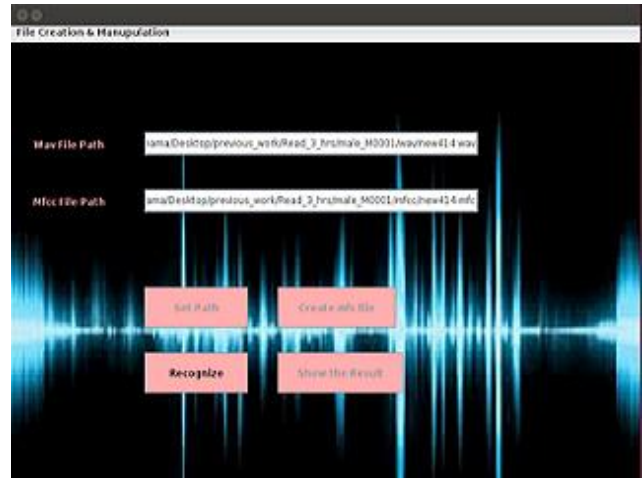 File Creation & Manupulation
Wav File Path
ama/Desktop/previous_work/Read_3_hrs/male_M0001/wav/new414.wav
Mfcc File Path
ama/Desktop/previous_work/Read_3_hrs/male_M0001/mfcc/new414.mfc
Set Path Create mfc file
Recognize Show the Result